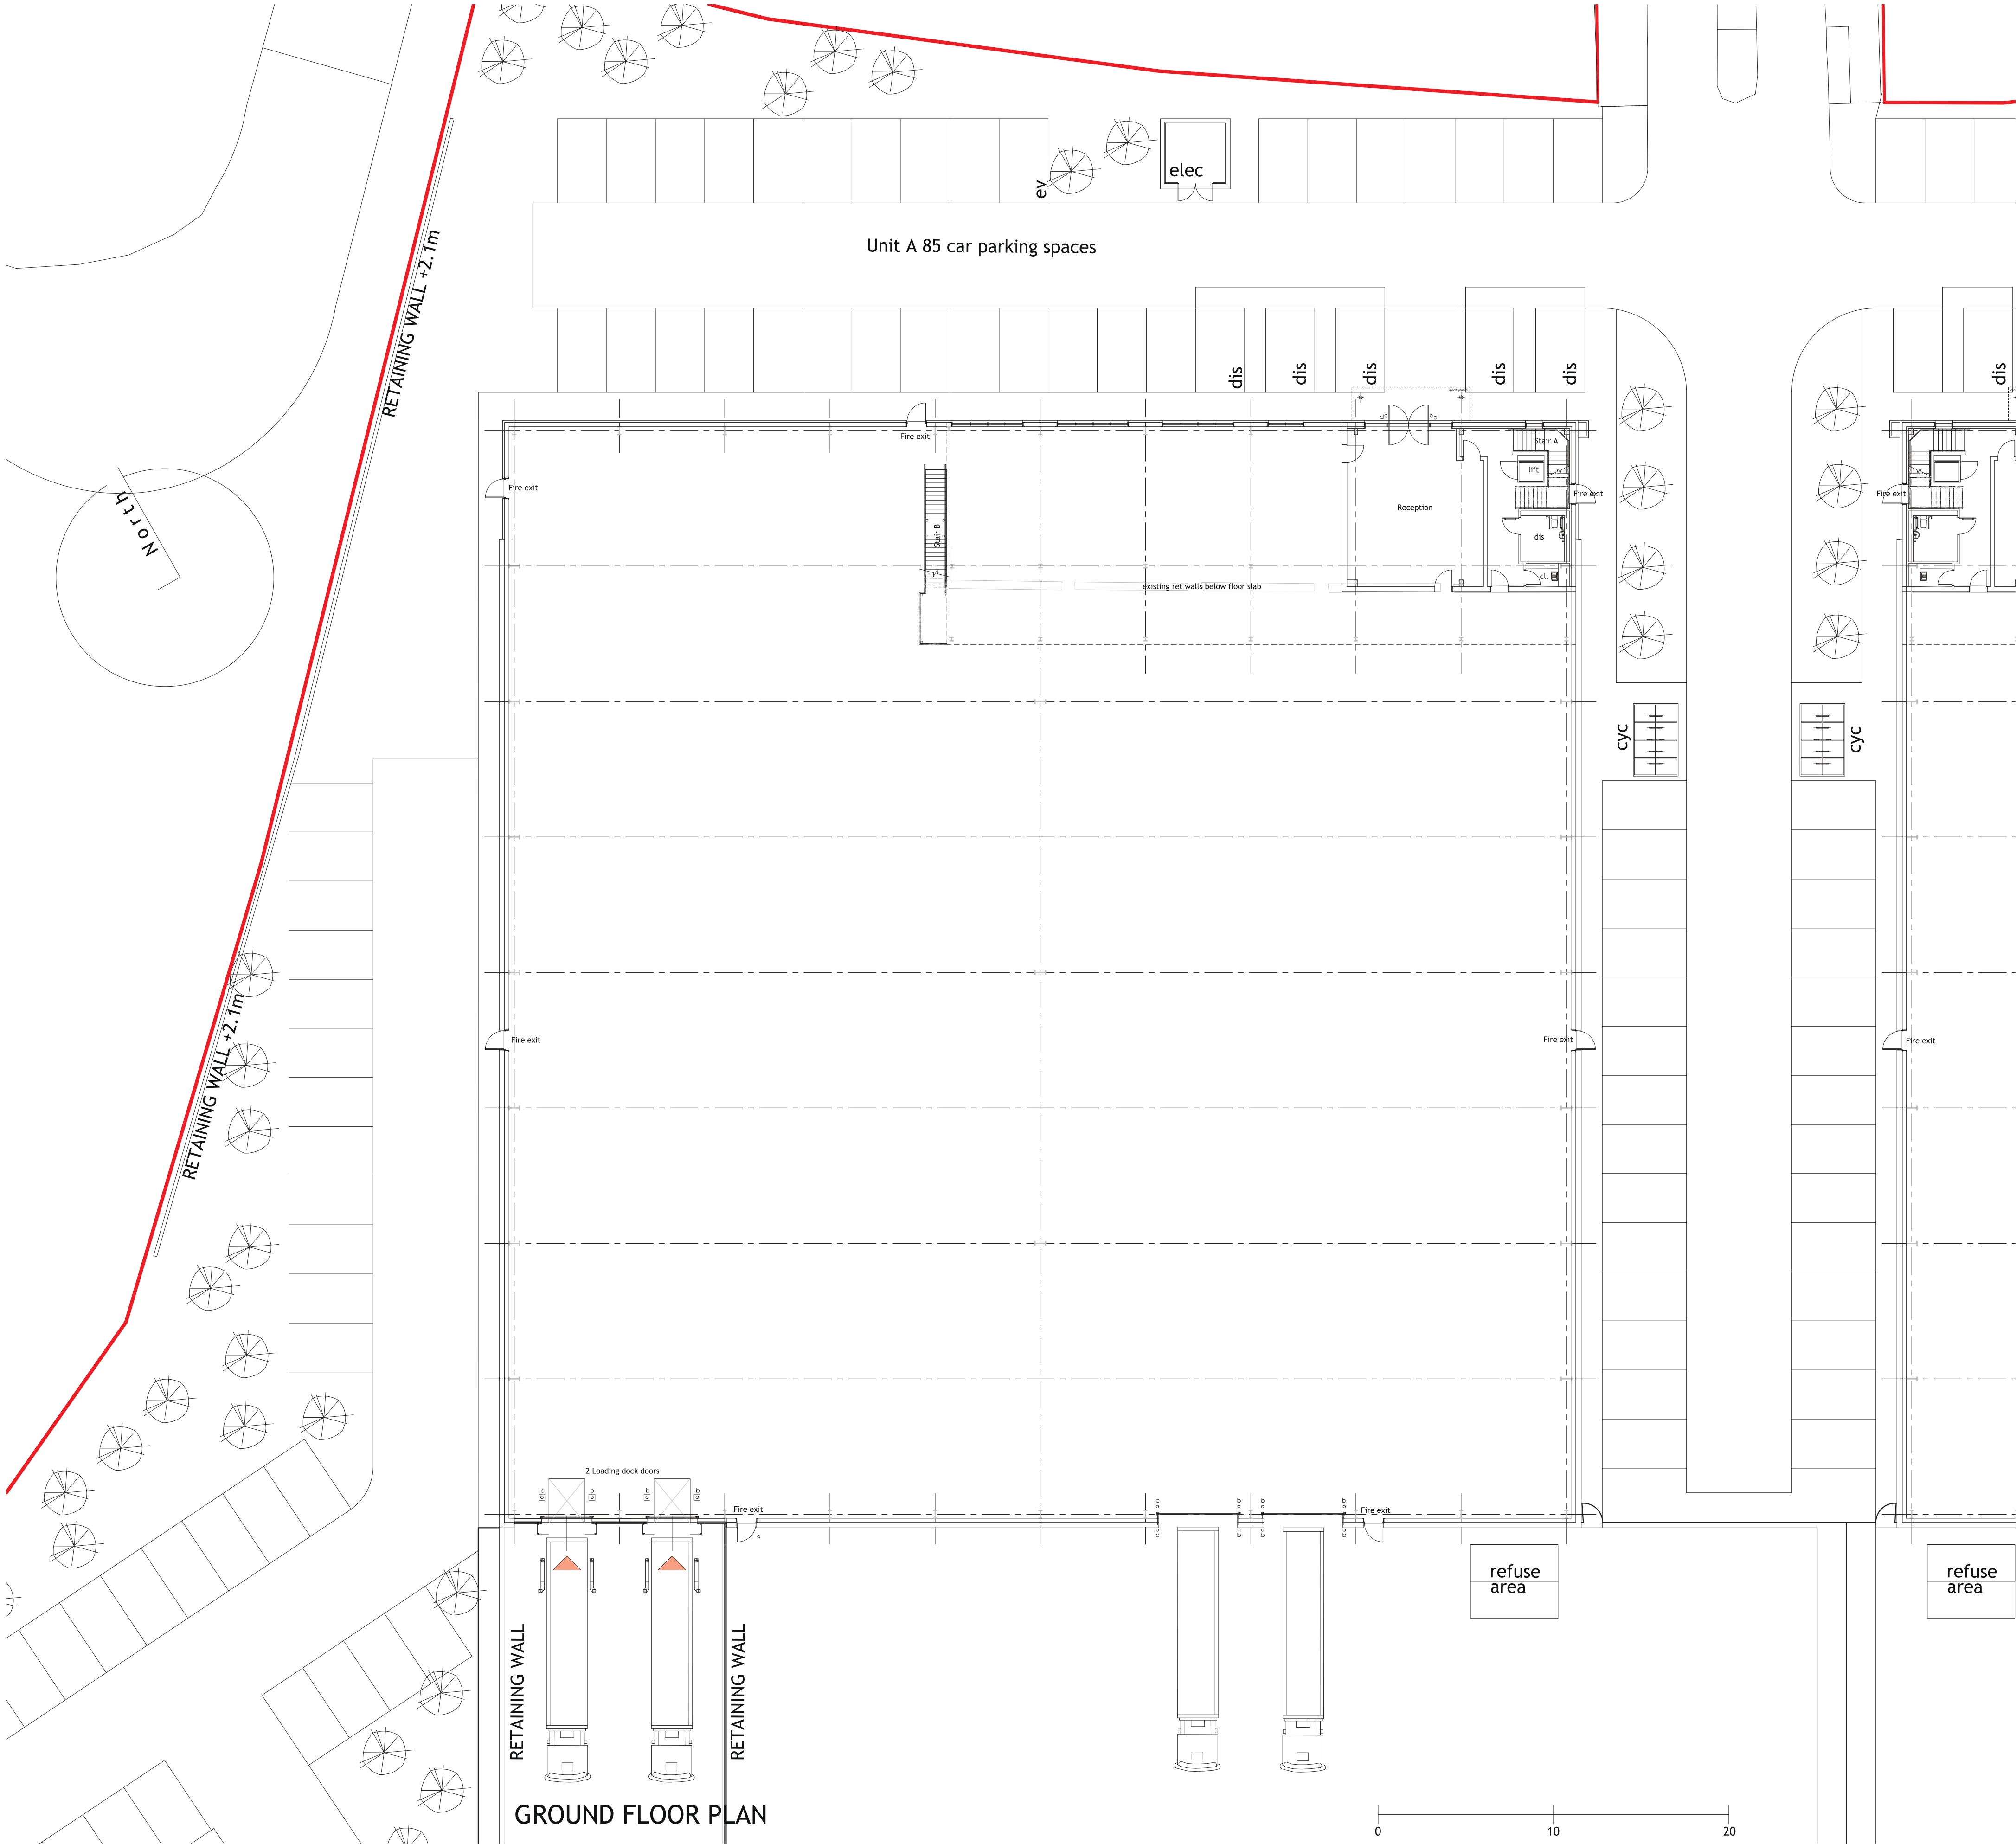 elec
ev
RETAINING WALL +2.1m
Unit A 85 car parking spaces
dis
dis
dis
dis
dis
dis
d
d
Fire exit
Stair A
lift
Fire exit
Fire exit
Fire exit
North
Reception
Stair B
dis
cl.
existing ret walls below floor slab
cyc
cyc
RETAINING WALL +2.1m
Fire exit
Fire exit
Fire exit
2 Loading dock doors
b
b
b
b
Fire exit
b
b
b
b
Fire exit
b
b
b
b
refuse
area
refuse
area
RETAINING WALL
RETAINING WALL
GROUND FLOOR PLAN
0
10
20